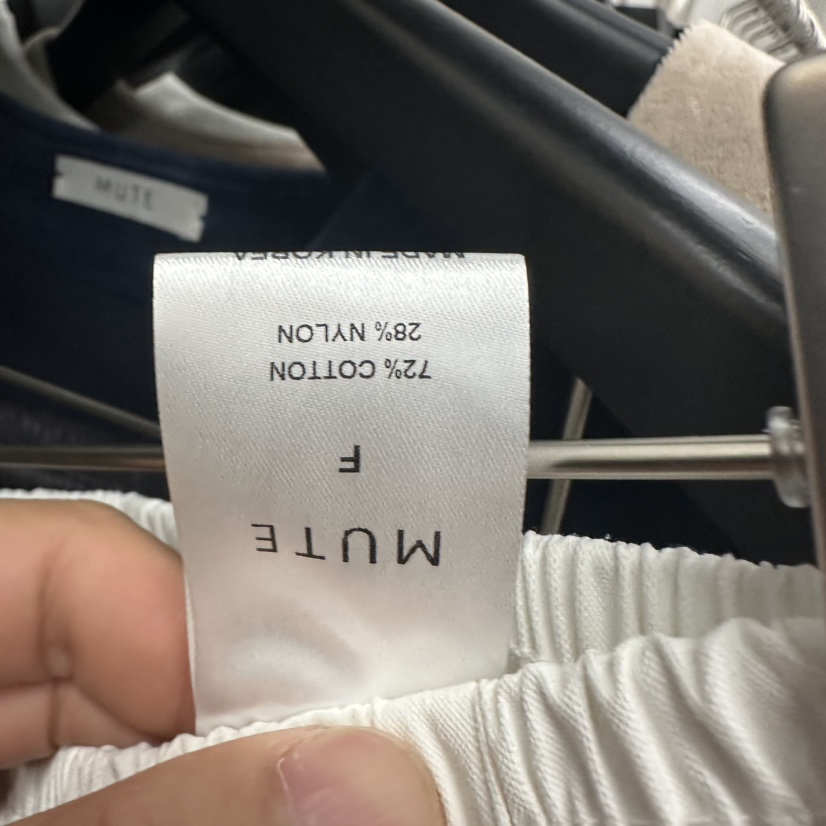 MUTE
MUTE
F
72% COTTON
28% NYLON
MADE IN KOREA